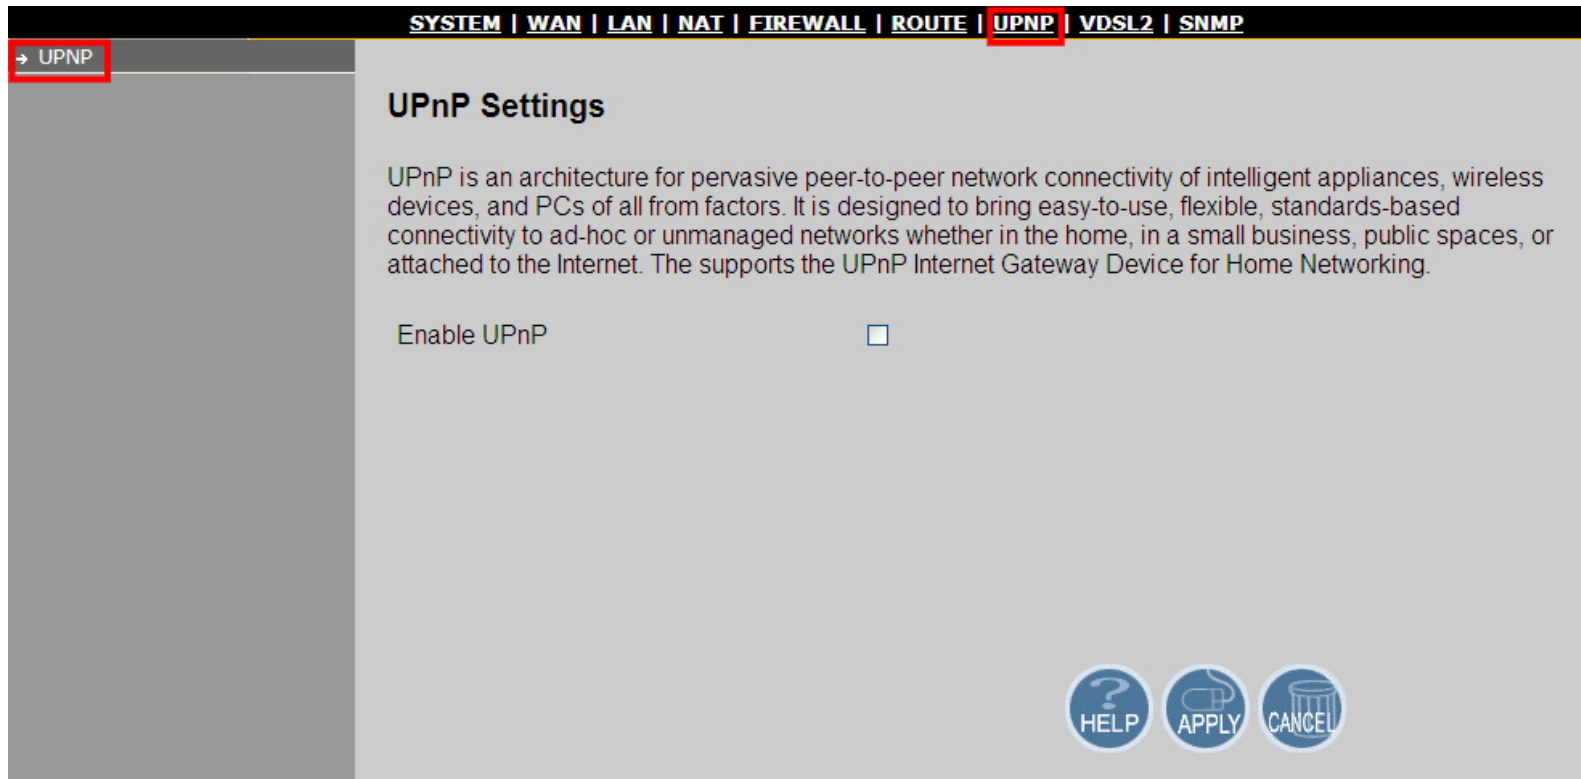 SYSTEM | WAN | LAN | NAT | FIREWALL | ROUTE | UPNP | VDSL2 | SNMP
UPNP
UPnP Settings
UPnP is an architecture for pervasive peer-to-peer network connectivity of intelligent appliances, wireless
devices, and PCs of all from factors. It is designed to bring easy-to-use, flexible, standards-based
connectivity to ad-hoc or unmanaged networks whether in the home, in a small business, public spaces, or
attached to the Internet. The supports the UPnP Internet Gateway Device for Home Networking.
Enable UPnP
HELP APPLY CANCEL